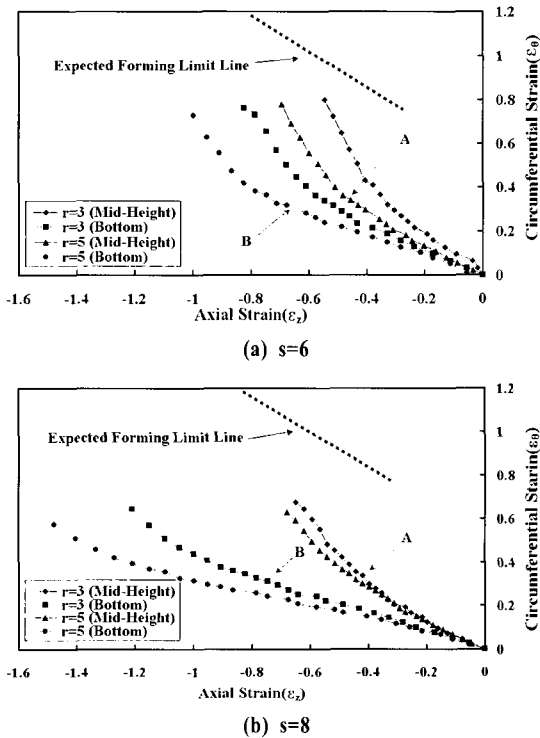 1.2
1
0.8
0.6
0.4
0.2
0
Circumferential Strain(εθ)
Expected Forming Limit Line
A
B
r=3 (Mid-Height)
r=3 (Bottom)
r=5 (Mid-Height)
r=5 (Bottom)
-1.6 -1.4 -1.2 -1 -0.8 -0.6 -0.4 -0.2 0
Axial Strain(εz)
(a) s=6
1.2
1
0.8
0.6
0.4
0.2
0
Circumferential Starin(εθ)
Expected Forming Limit Line
A
B
r=3 (Mid-Height)
r=3 (Bottom)
r=5 (Mid-Height)
r=5 (Bottom)
-1.6 -1.4 -1.2 -1 -0.8 -0.6 -0.4 -0.2 0
Axial Strain(εz)
(b) s=8